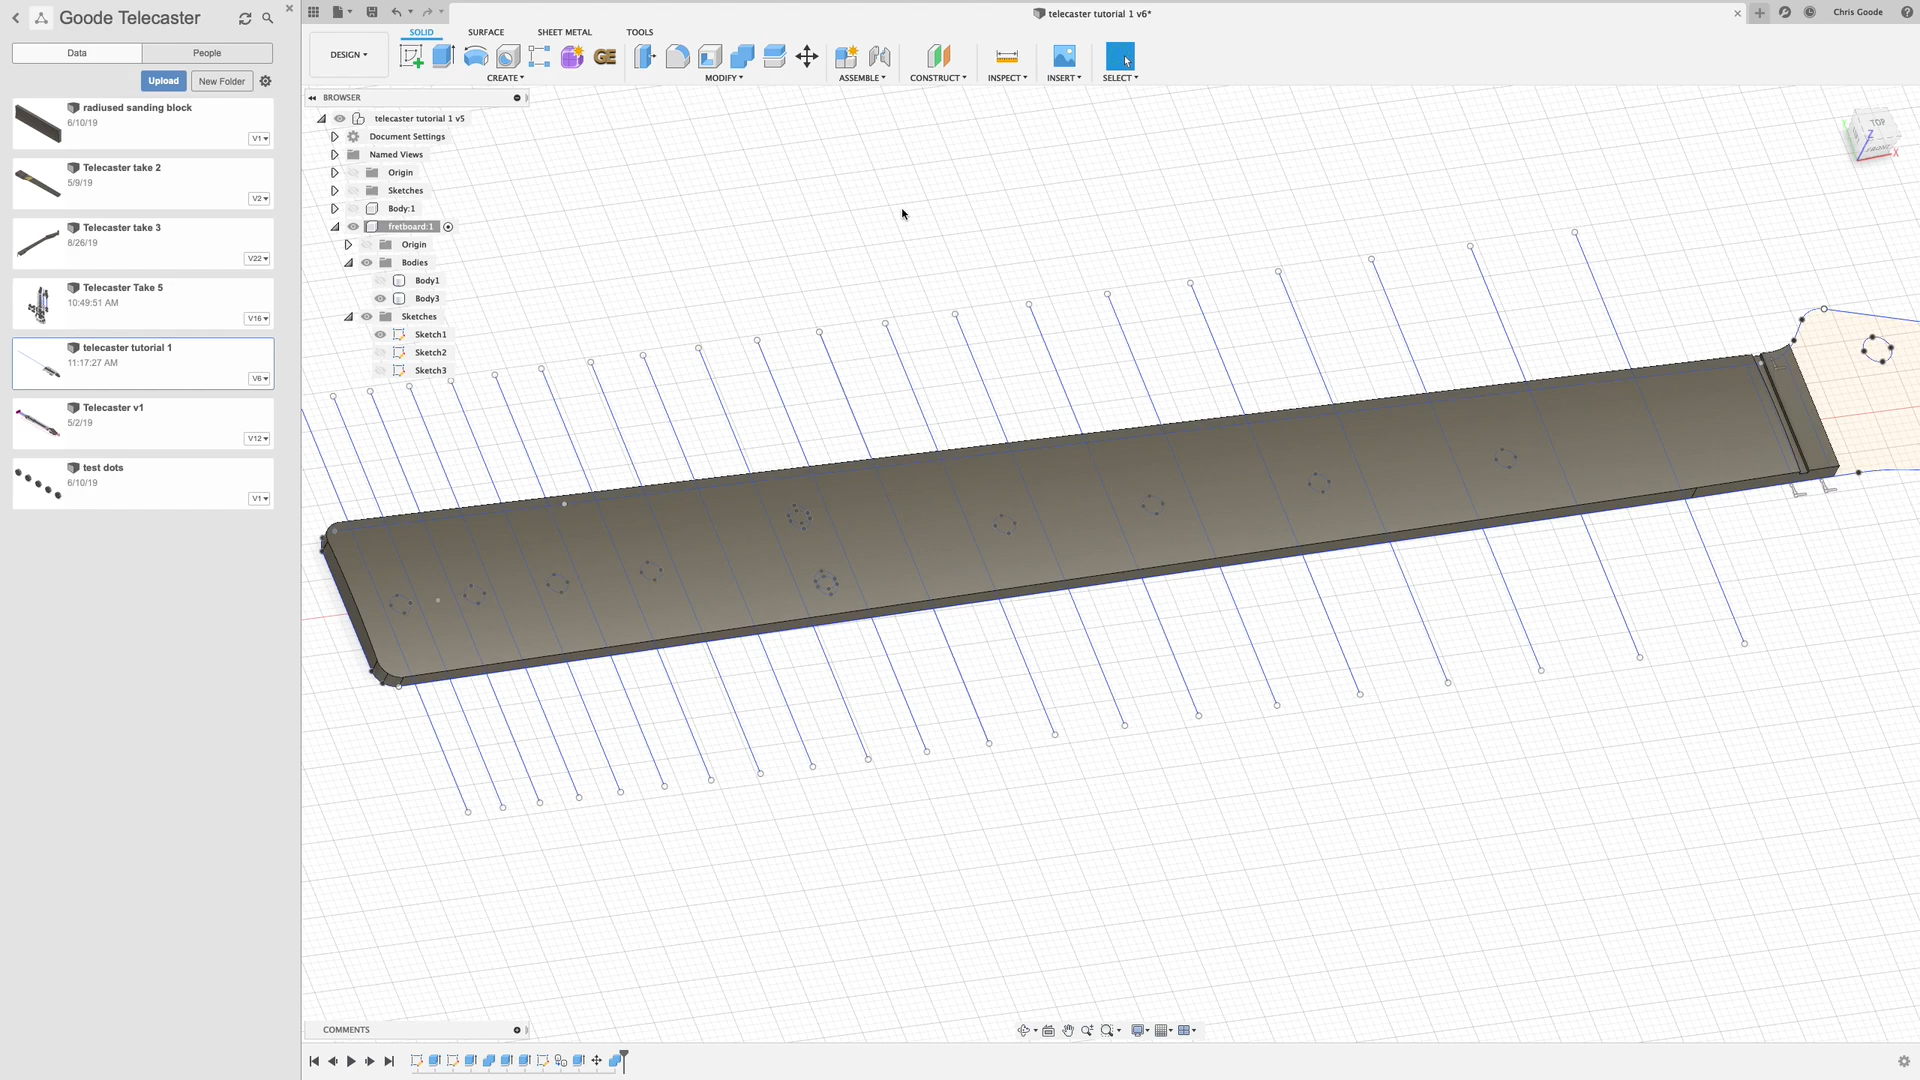 Goode Telecaster
Data
People
Upload
New Folder
radiused sanding block
6/10/19
V1
Telecaster take 2
5/9/19
V2
Telecaster take 3
8/26/19
V22
Telecaster Take 5
10:49:51 AM
V16
telecaster tutorial 1
11:17:27 AM
V6
Telecaster v1
5/2/19
V12
test dots
6/10/19
V1
telecaster tutorial 1 v6*
Chris Goode
DESIGN
SOLID
SURFACE
SHEET METAL
TOOLS
GE
CREATE
MODIFY
ASSEMBLE
CONSTRUCT
INSPECT
INSERT
SELECT
BROWSER
telecaster tutorial 1 v5
Document Settings
Named Views
Origin
Sketches
Body:1
fretboard:1
Origin
Bodies
Body1
Body3
Sketches
Sketch1
Sketch2
Sketch3
TOP
FRONT
Z
X
COMMENTS